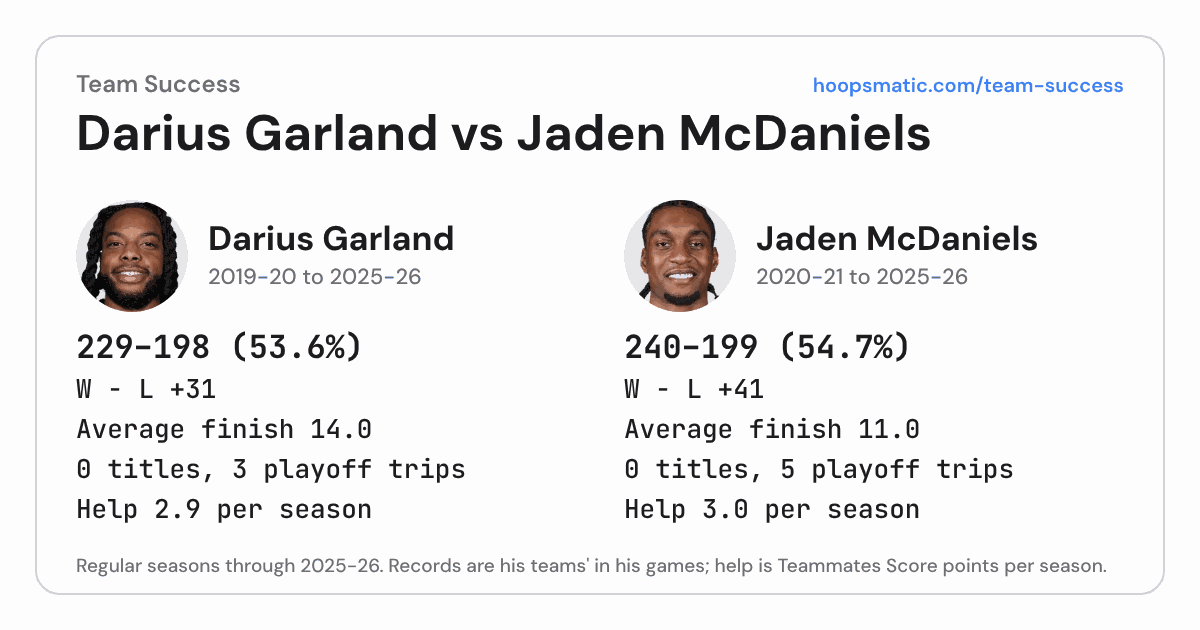 Team Success
hoopsmatic.com/team-success
Darius Garland vs Jaden McDaniels
Darius Garland
2019–20 to 2025–26
229–198 (53.6%)
W - L +31
Average finish 14.0
0 titles, 3 playoff trips
Help 2.9 per season
Jaden McDaniels
2020–21 to 2025–26
240–199 (54.7%)
W - L +41
Average finish 11.0
0 titles, 5 playoff trips
Help 3.0 per season
Regular seasons through 2025–26. Records are his teams' in his games; help is Teammates Score points per season.